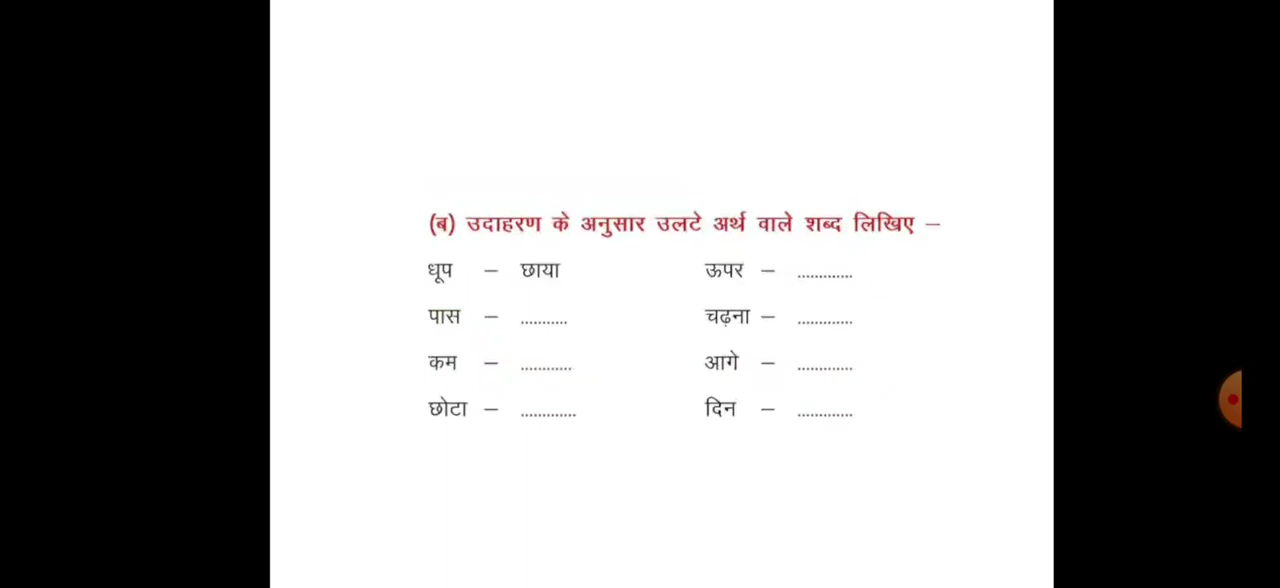 (ब) उदाहरण के अनुसार उलटे अर्थ वाले शब्द लिखिए –
धूप – छाया ऊपर – .............
पास – ........... चढ़ना – .............
कम – ............ आगे – .............
छोटा – ............. दिन – .............